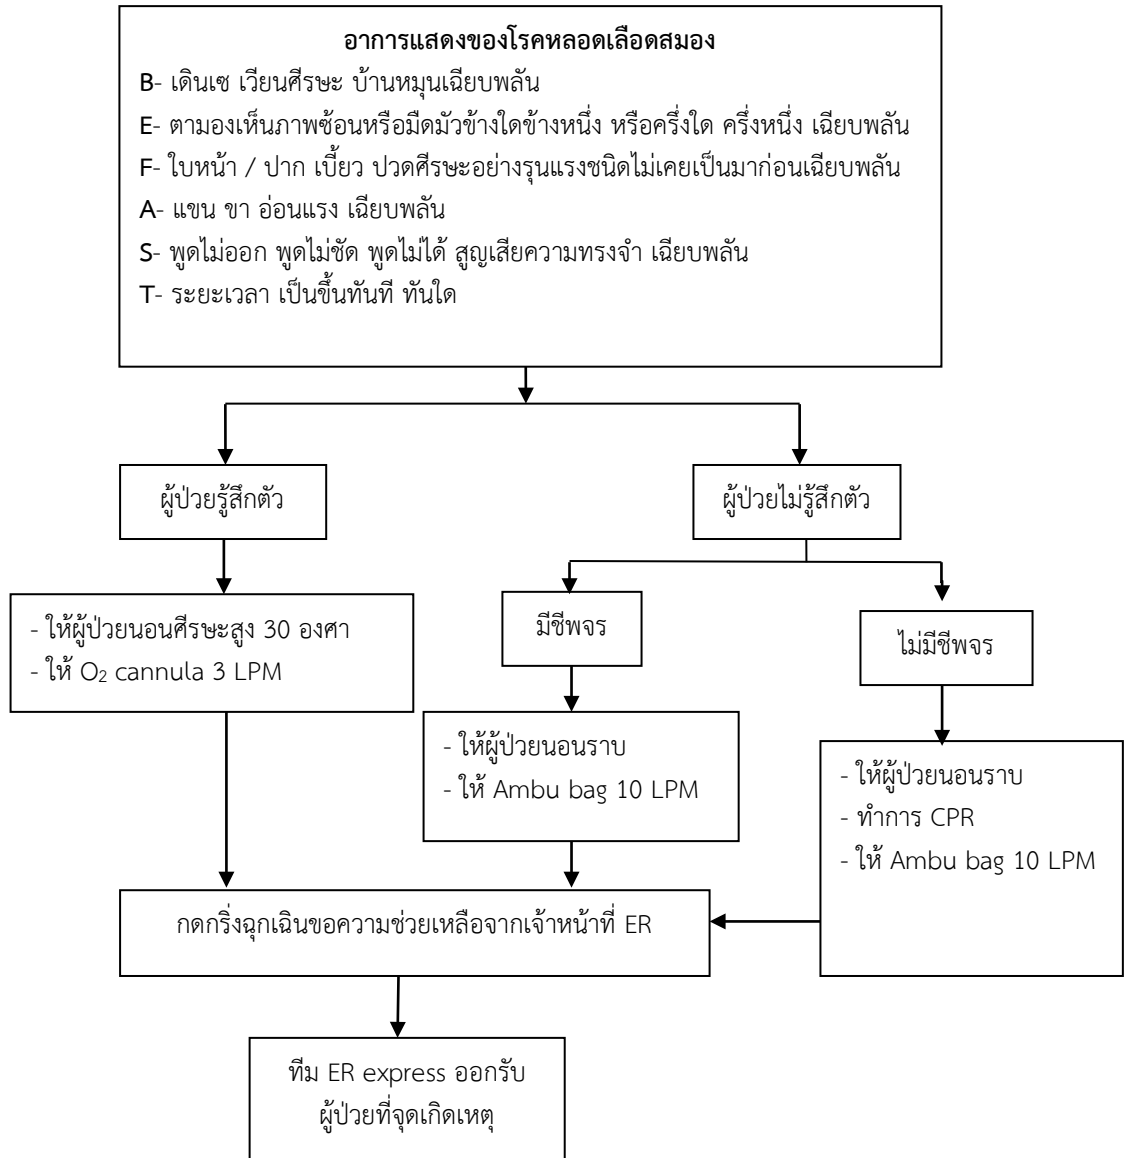 อาการแสดงของโรคหลอดเลือดสมอง
B- เดินเซ เวียนศีรษะ บ้านหมุนเฉียบพลัน
E- ตามองเห็นภาพซ้อนหรือมืดมัวข้างใดข้างหนึ่ง หรือครึ่งใด ครึ่งหนึ่ง เฉียบพลัน
F- ใบหน้า / ปาก เบี้ยว ปวดศีรษะอย่างรุนแรงชนิดไม่เคยเป็นมาก่อนเฉียบพลัน
A- แขน ขา อ่อนแรง เฉียบพลัน
S- พูดไม่ออก พูดไม่ชัด พูดไม่ได้ สูญเสียความทรงจำ เฉียบพลัน
T- ระยะเวลา เป็นขึ้นทันที ทันใด
ผู้ป่วยรู้สึกตัว
ผู้ป่วยไม่รู้สึกตัว
- ให้ผู้ป่วยนอนศีรษะสูง 30 องศา
- ให้ O₂ cannula 3 LPM
มีชีพจร
ไม่มีชีพจร
- ให้ผู้ป่วยนอนราบ
- ให้ Ambu bag 10 LPM
- ให้ผู้ป่วยนอนราบ
- ทำการ CPR
- ให้ Ambu bag 10 LPM
กดกริ่งฉุกเฉินขอความช่วยเหลือจากเจ้าหน้าที่ ER
ทีม ER express ออกรับ
ผู้ป่วยที่จุดเกิดเหตุ